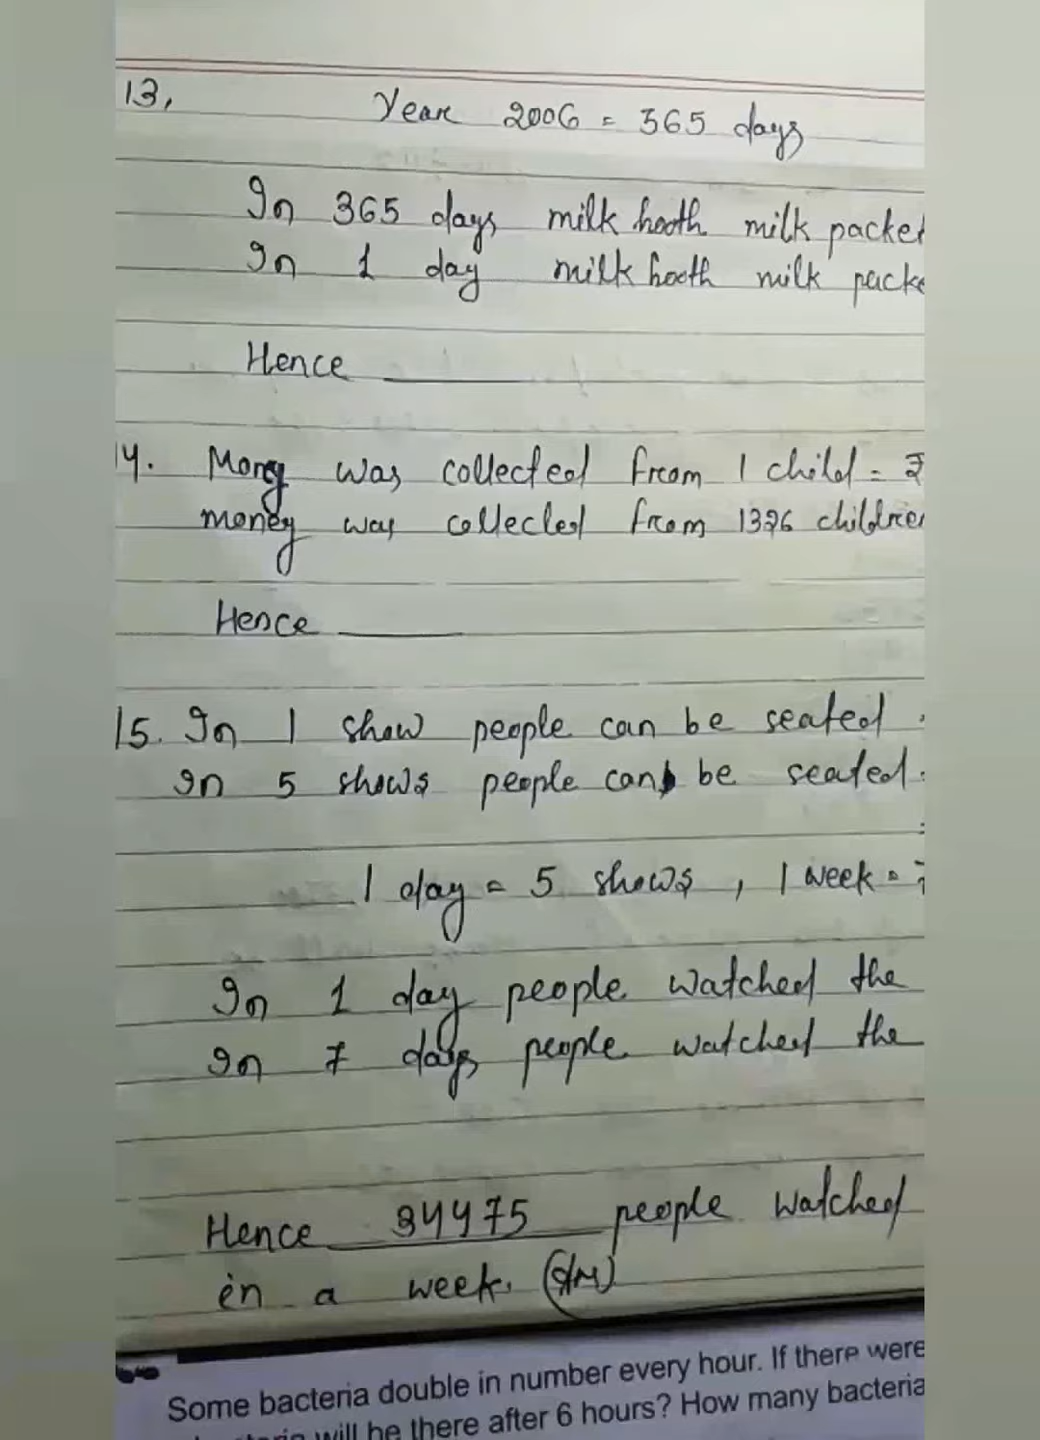 13,
Year 2006 = 365 days
In 365 days milk booth milk packet
In 1 day milk booth milk packe
Hence
14. Money was collected from 1 child = ₹
money was collected from 1326 children
Hence
15. In 1 show people can be seated
In 5 shows people can be seated
1 day = 5 shows, 1 week = 7
In 1 day people watched the
In 7 days people watched the
Hence 34475 people watched
in a week.
Some bacteria double in number every hour. If there were
will be there after 6 hours? How many bacteria